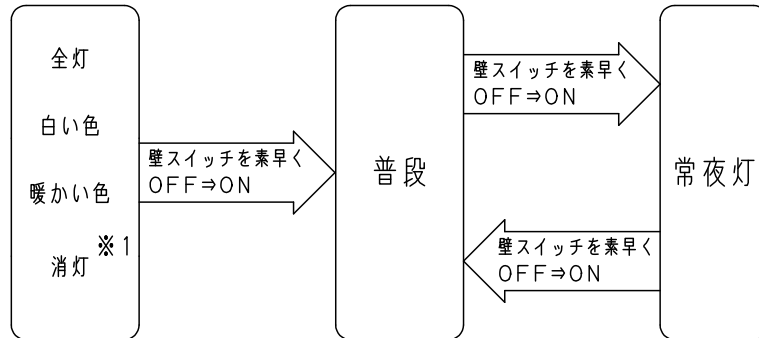 全灯
白い色
暖かい色
消灯※1
壁スイッチを素早く
OFF⇒ON
普段
壁スイッチを素早く
OFF⇒ON
壁スイッチを素早く
OFF⇒ON
常夜灯